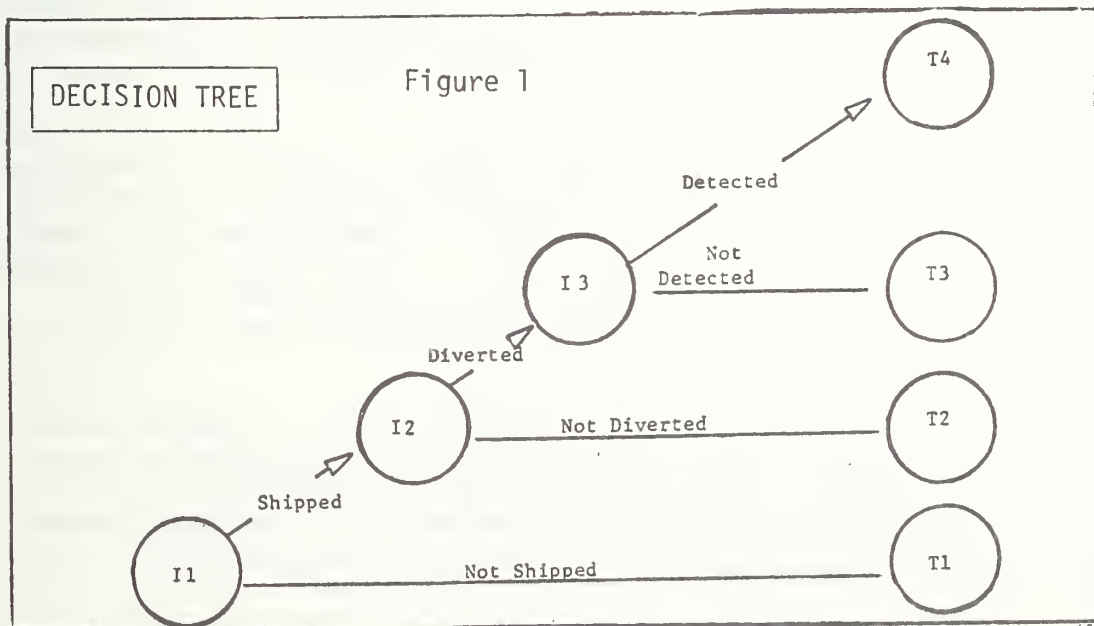 DECISION TREE
Figure 1
T4
Detected
I 3
Not
Detected
T3
Diverted
I2
Not Diverted
T2
Shipped
I1
Not Shipped
T1